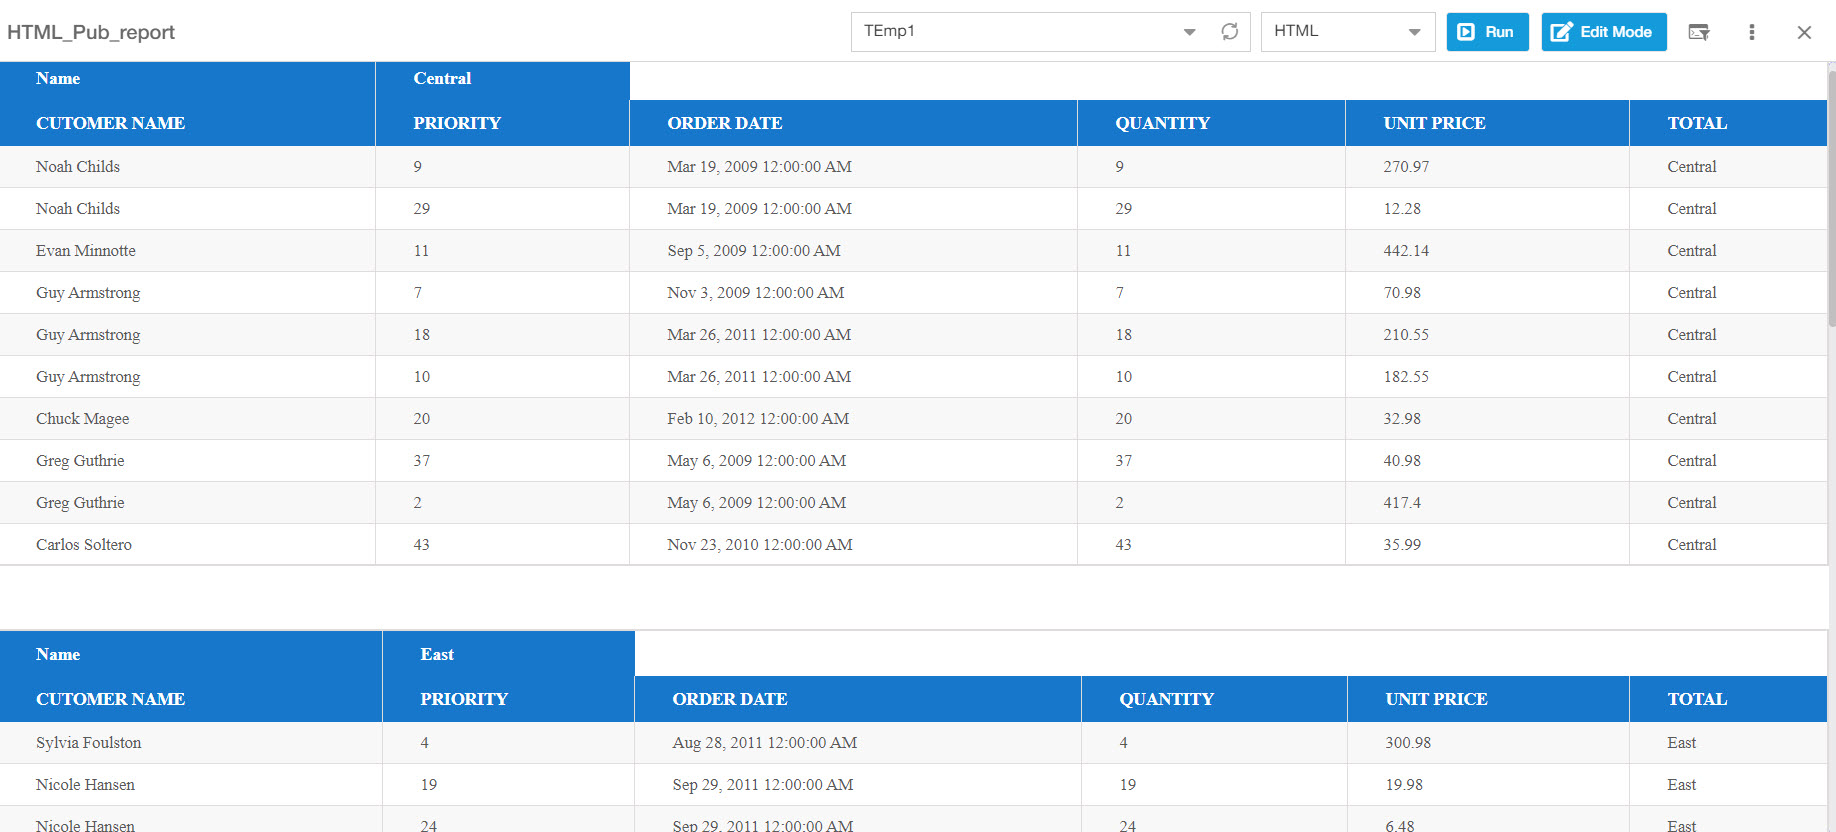 HTML_Pub_report TEmp1 HTML Run Edit Mode
Name Central
CUTOMER NAME PRIORITY ORDER DATE QUANTITY UNIT PRICE TOTAL
Noah Childs 9 Mar 19, 2009 12:00:00 AM 9 270.97 Central
Noah Childs 29 Mar 19, 2009 12:00:00 AM 29 12.28 Central
Evan Minnotte 11 Sep 5, 2009 12:00:00 AM 11 442.14 Central
Guy Armstrong 7 Nov 3, 2009 12:00:00 AM 7 70.98 Central
Guy Armstrong 18 Mar 26, 2011 12:00:00 AM 18 210.55 Central
Guy Armstrong 10 Mar 26, 2011 12:00:00 AM 10 182.55 Central
Chuck Magee 20 Feb 10, 2012 12:00:00 AM 20 32.98 Central
Greg Guthrie 37 May 6, 2009 12:00:00 AM 37 40.98 Central
Greg Guthrie 2 May 6, 2009 12:00:00 AM 2 417.4 Central
Carlos Soltero 43 Nov 23, 2010 12:00:00 AM 43 35.99 Central
Name East
CUTOMER NAME PRIORITY ORDER DATE QUANTITY UNIT PRICE TOTAL
Sylvia Foulston 4 Aug 28, 2011 12:00:00 AM 4 300.98 East
Nicole Hansen 19 Sep 29, 2011 12:00:00 AM 19 19.98 East
Nicole Hansen 24 Sep 29, 2011 12:00:00 AM 24 6.48 East